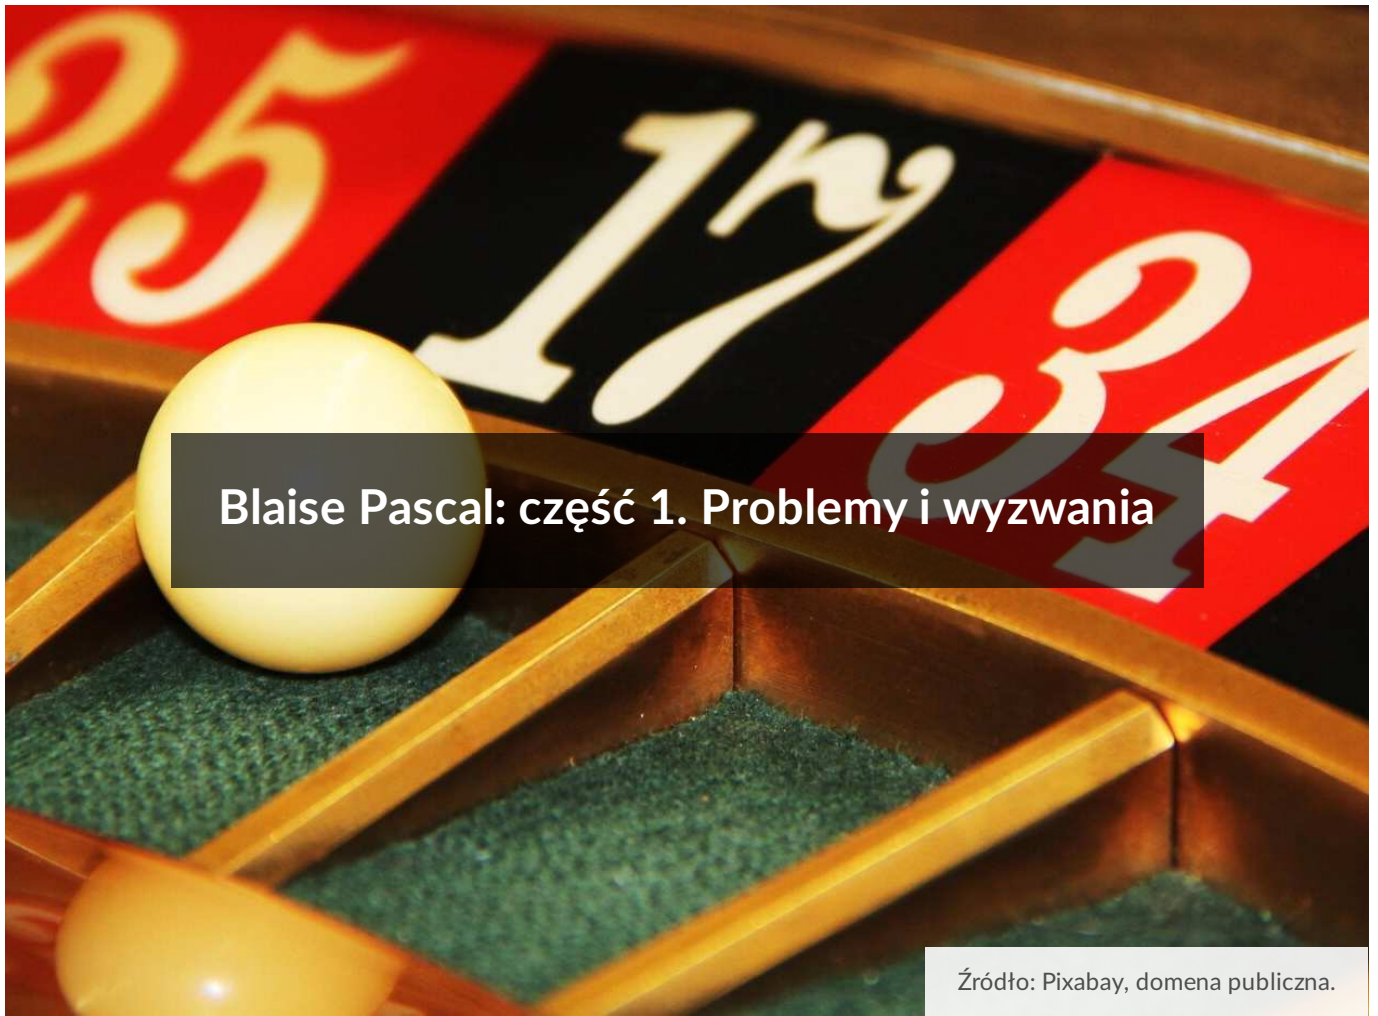 25 17 34
Blaise Pascal: część 1. Problemy i wyzwania
Źródło: Pixabay, domena publiczna.